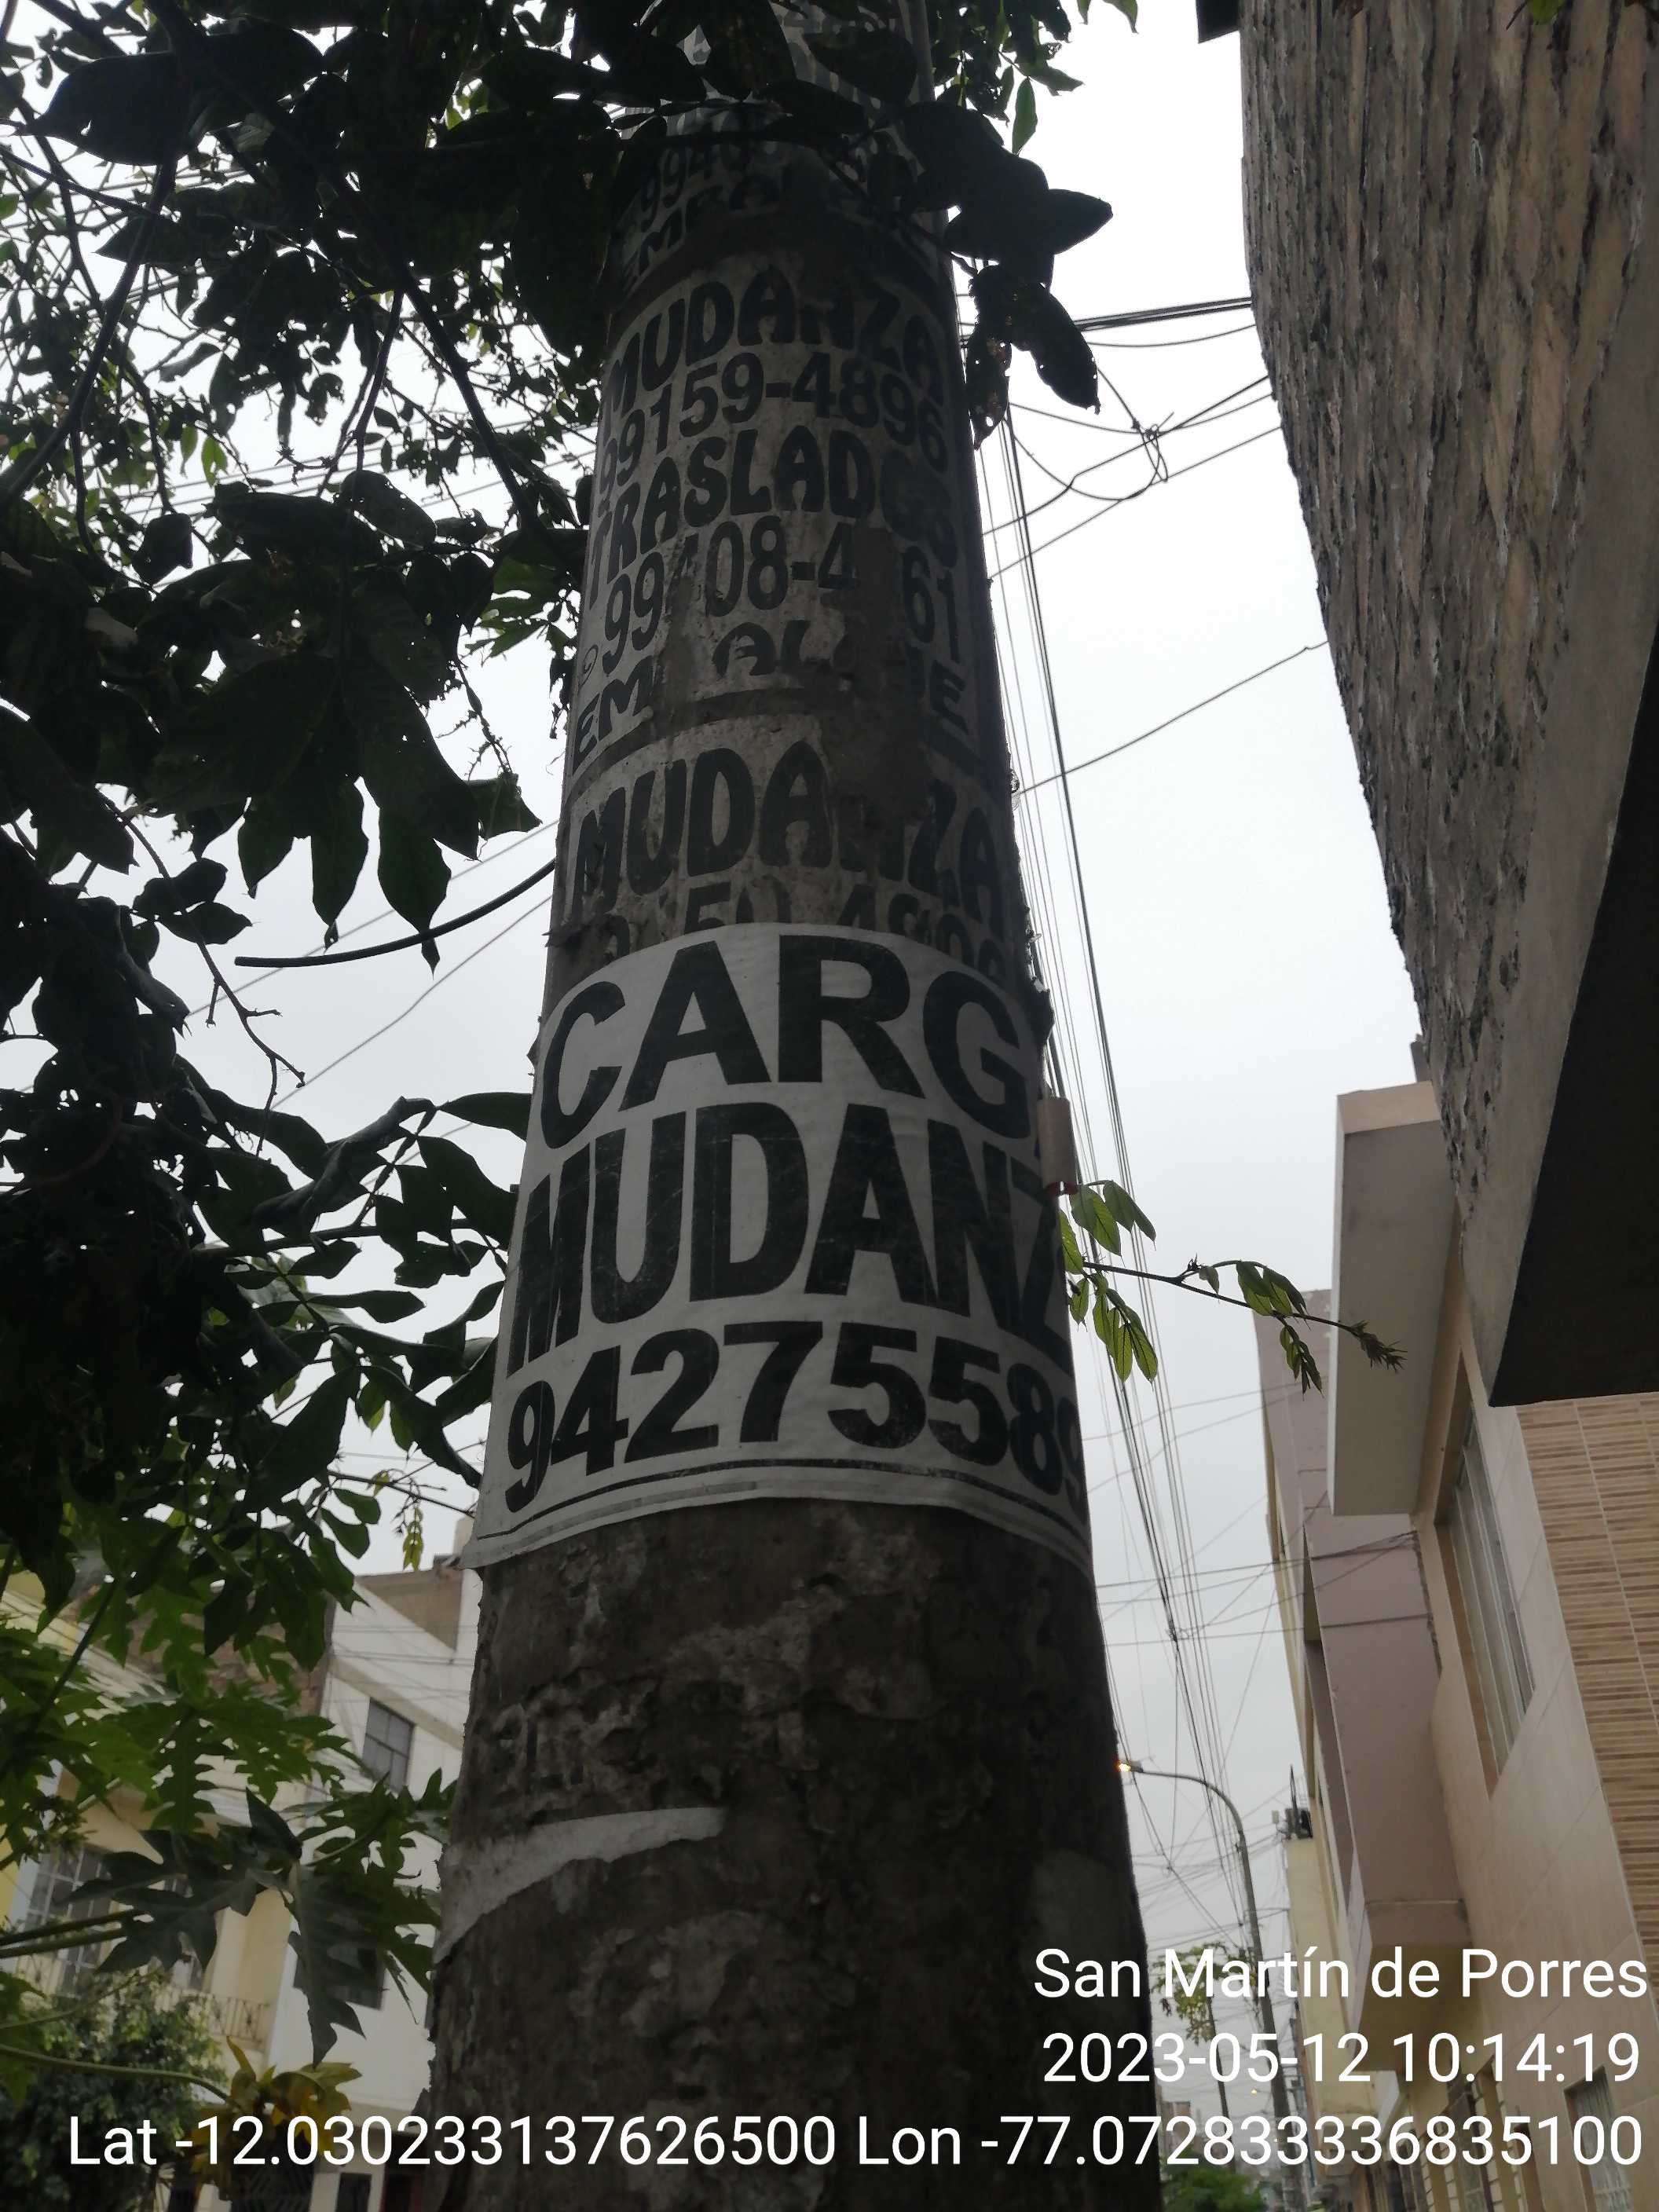 MUDANZA
99159-4896
TRASLADOS
MUDANZA
CARG
MUDANZ
94275589
San Martín de Porres
2023-05-12 10:14:19
Lat -12.030233137626500 Lon -77.072833336835100